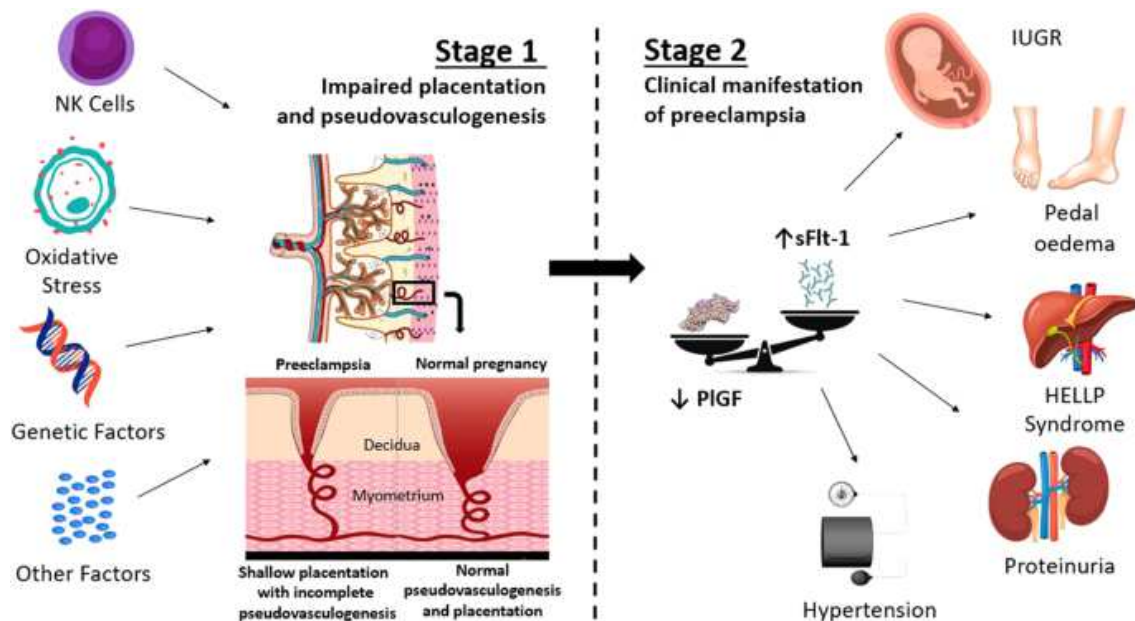 NK Cells
Oxidative
Stress
Genetic Factors
Other Factors
Stage 1
Impaired placentation
and pseudovasculogenesis
Preeclampsia
Normal pregnancy
Decidua
Myometrium
Shallow placentation
with incomplete
pseudovasculogenesis
Normal
pseudovasculogenesis
and placentation
Stage 2
Clinical manifestation
of preeclampsia
↑sFlt-1
↓ PlGF
IUGR
Pedal
oedema
HELLP
Syndrome
Proteinuria
Hypertension